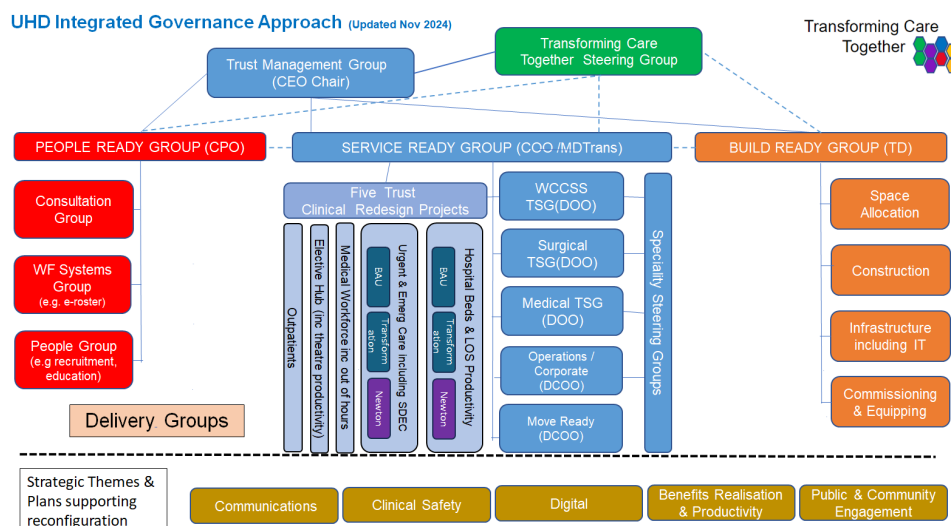 UHD Integrated Governance Approach (Updated Nov 2024)
Transforming Care
Together
Trust Management Group
(CEO Chair)
Transforming Care
Together Steering Group
PEOPLE READY GROUP (CPO)
SERVICE READY GROUP (COO /MDTrans)
BUILD READY GROUP (TD)
Consultation
Group
WF Systems
Group
(e.g. e-roster)
People Group
(e.g recruitment,
education)
Five Trust
Clinical Redesign Projects
Outpatients
Elective Hub (inc theatre productivity)
Medical Workforce inc out of hours
Urgent & Emerg Care including SDEC
BAU
Transform
ation
Newton
Hospital Beds & LOS Productivity
BAU
Transform
ation
Newton
WCCSS
TSG(DOO)
Surgical
TSG(DOO)
Medical TSG
(DOO)
Operations /
Corporate
(DCOO)
Move Ready
(DCOO)
Speciality Steering Groups
Space
Allocation
Construction
Infrastructure
including IT
Commissioning
& Equipping
Delivery. Groups
Strategic Themes &
Plans supporting
reconfiguration
Communications
Clinical Safety
Digital
Benefits Realisation
& Productivity
Public & Community
Engagement